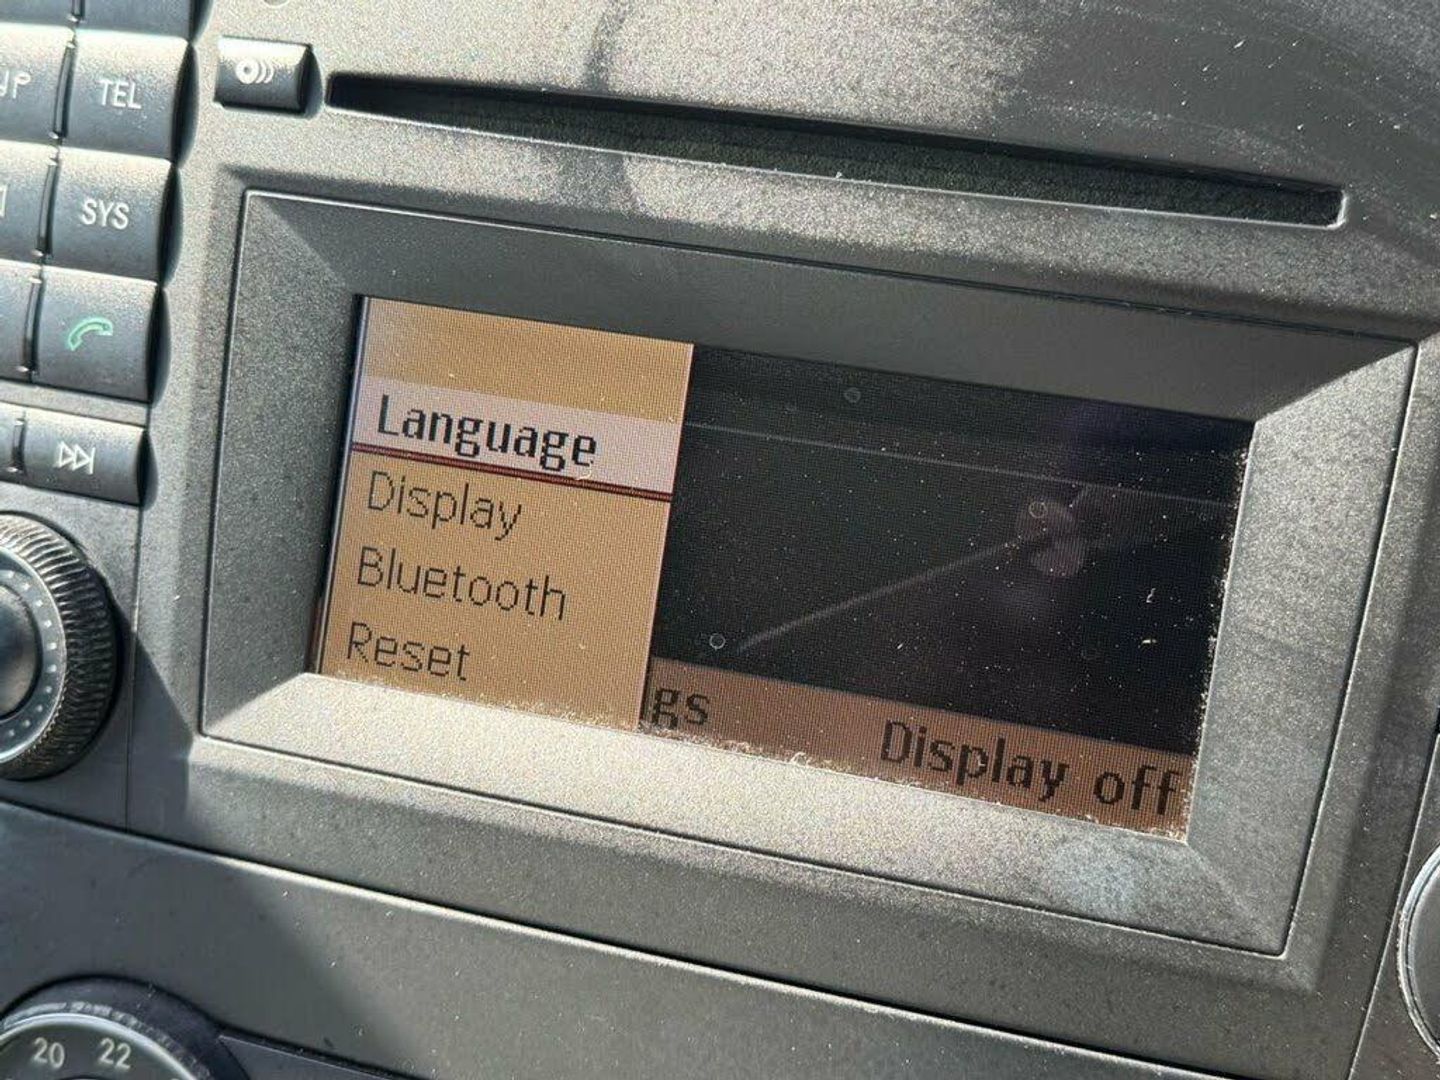 TEL
SYS
Language
Display
Bluetooth
Reset
gs
Display off
20 22